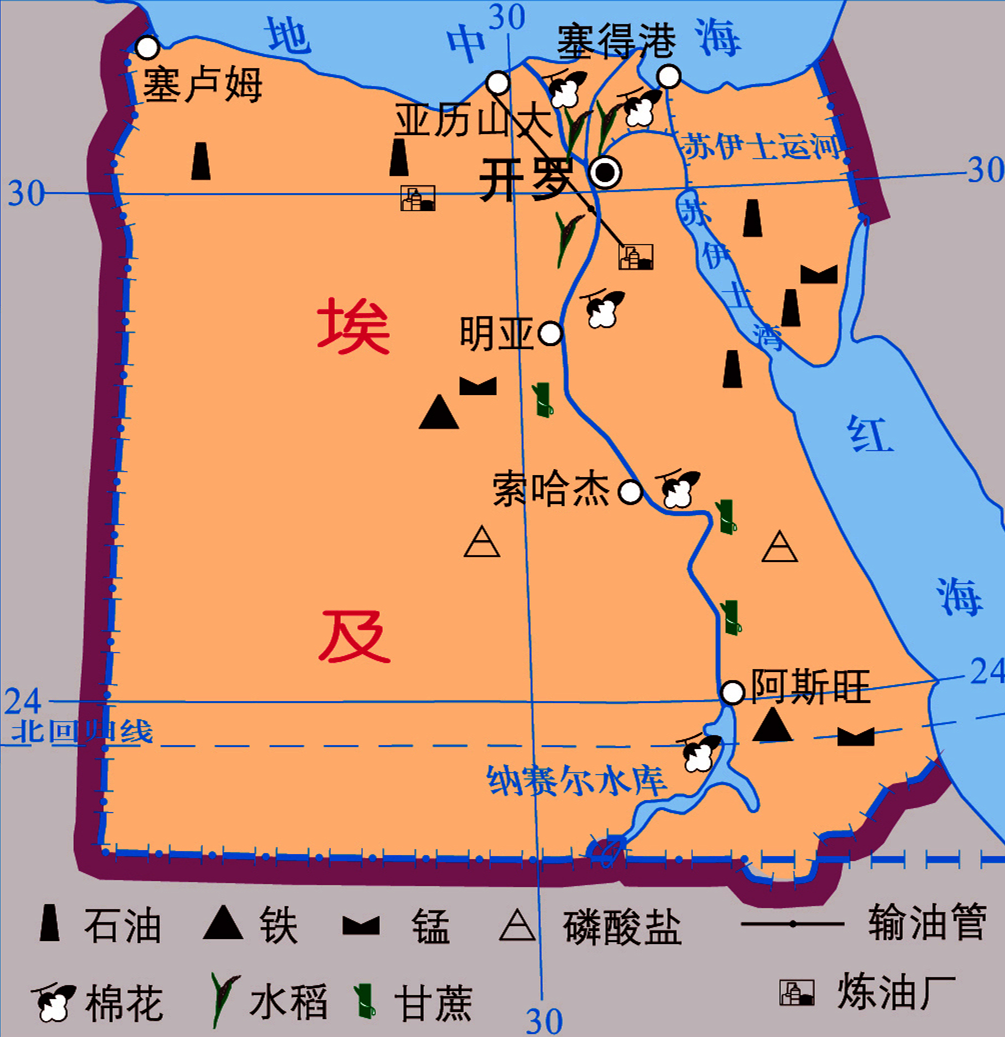 30
地中海
塞得港
塞卢姆
亚历山大
苏伊士运河
开罗
30
30
苏伊士湾
埃及
明亚
红海
索哈杰
阿斯旺
24
24
北回归线
纳赛尔水库
石油 铁 锰 磷酸盐 输油管
棉花 水稻 甘蔗 炼油厂
30